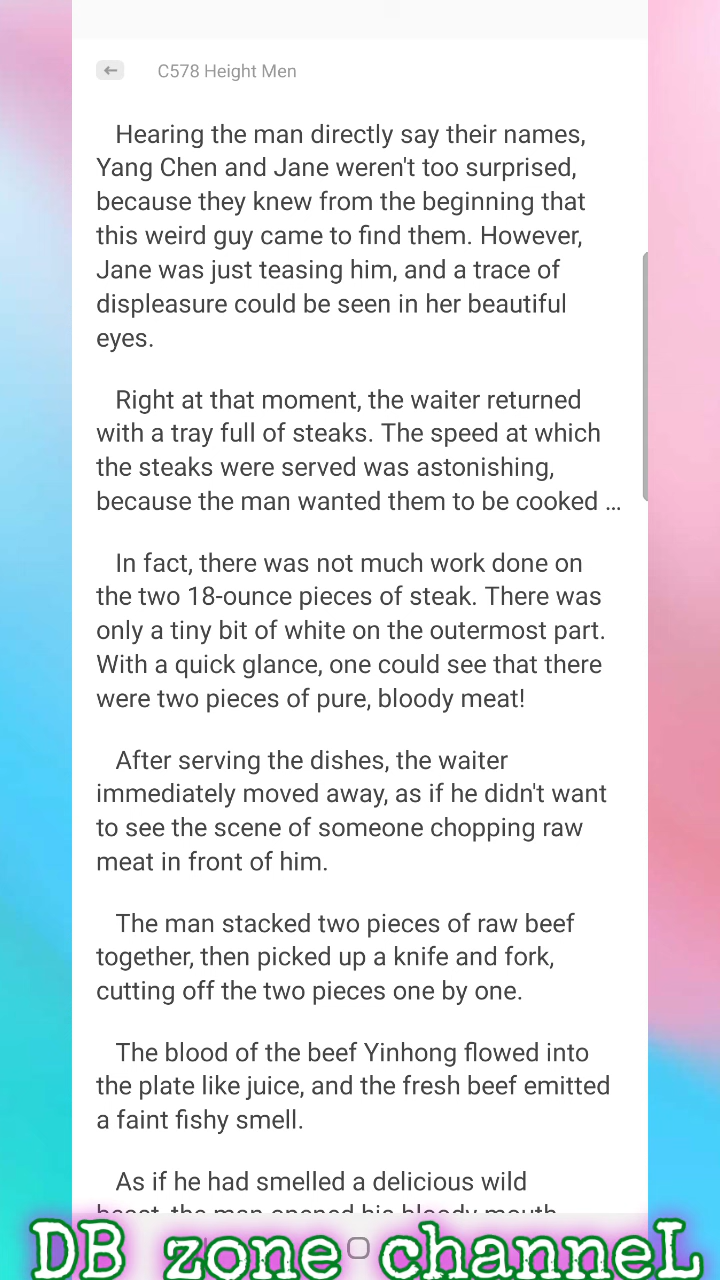 C578 Height Men
Hearing the man directly say their names,
Yang Chen and Jane weren't too surprised,
because they knew from the beginning that
this weird guy came to find them. However,
Jane was just teasing him, and a trace of
displeasure could be seen in her beautiful
eyes.
Right at that moment, the waiter returned
with a tray full of steaks. The speed at which
the steaks were served was astonishing,
because the man wanted them to be cooked ...
In fact, there was not much work done on
the two 18-ounce pieces of steak. There was
only a tiny bit of white on the outermost part.
With a quick glance, one could see that there
were two pieces of pure, bloody meat!
After serving the dishes, the waiter
immediately moved away, as if he didn't want
to see the scene of someone chopping raw
meat in front of him.
The man stacked two pieces of raw beef
together, then picked up a knife and fork,
cutting off the two pieces one by one.
The blood of the beef Yinhong flowed into
the plate like juice, and the fresh beef emitted
a faint fishy smell.
As if he had smelled a delicious wild
beast, the man opened his bloody mouth
DB zone channeL